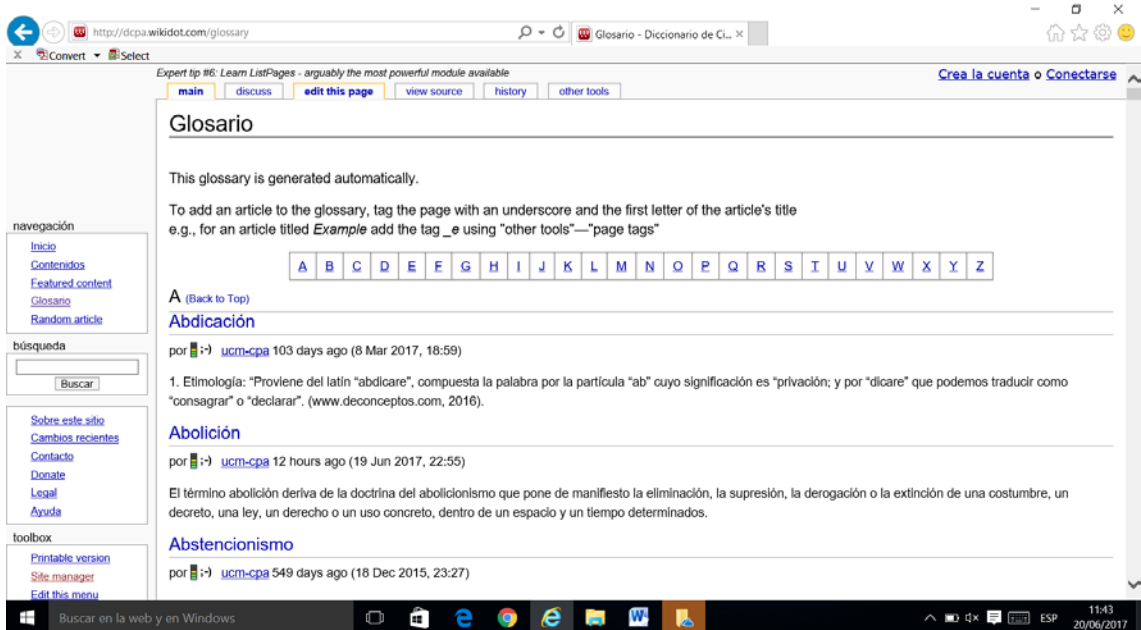 http://dcpa.wikidot.com/glossary
Glosario - Diccionario de Ci...
X Convert Select
Expert tip #6: Learn ListPages - arguably the most powerful module available
Crea la cuenta o Conectarse
main discuss edit this page view source history other tools
Glosario
This glossary is generated automatically.
To add an article to the glossary, tag the page with an underscore and the first letter of the article's title
e.g., for an article titled Example add the tag _e using "other tools"—"page tags"
A B C D E F G H I J K L M N O P Q R S T U V W X Y Z
A (Back to Top)
Abdicación
por ;-) ucm-cpa 103 days ago (8 Mar 2017, 18:59)
1. Etimología: “Proviene del latín “abdicare”, compuesta la palabra por la partícula “ab” cuyo significación es “privación; y por “dicare” que podemos traducir como
“consagrar” o “declarar”. (www.deconceptos.com, 2016).
Abolición
por ;-) ucm-cpa 12 hours ago (19 Jun 2017, 22:55)
El término abolición deriva de la doctrina del abolicionismo que pone de manifiesto la eliminación, la supresión, la derogación o la extinción de una costumbre, un
decreto, una ley, un derecho o un uso concreto, dentro de un espacio y un tiempo determinados.
Abstencionismo
por ;-) ucm-cpa 549 days ago (18 Dec 2015, 23:27)
navegación
Inicio
Contenidos
Featured content
Glosario
Random article
búsqueda
Buscar
Sobre este sitio
Cambios recientes
Contacto
Donate
Legal
Ayuda
toolbox
Printable version
Site manager
Edit this menu
Buscar en la web y en Windows
ESP
11:43
20/06/2017